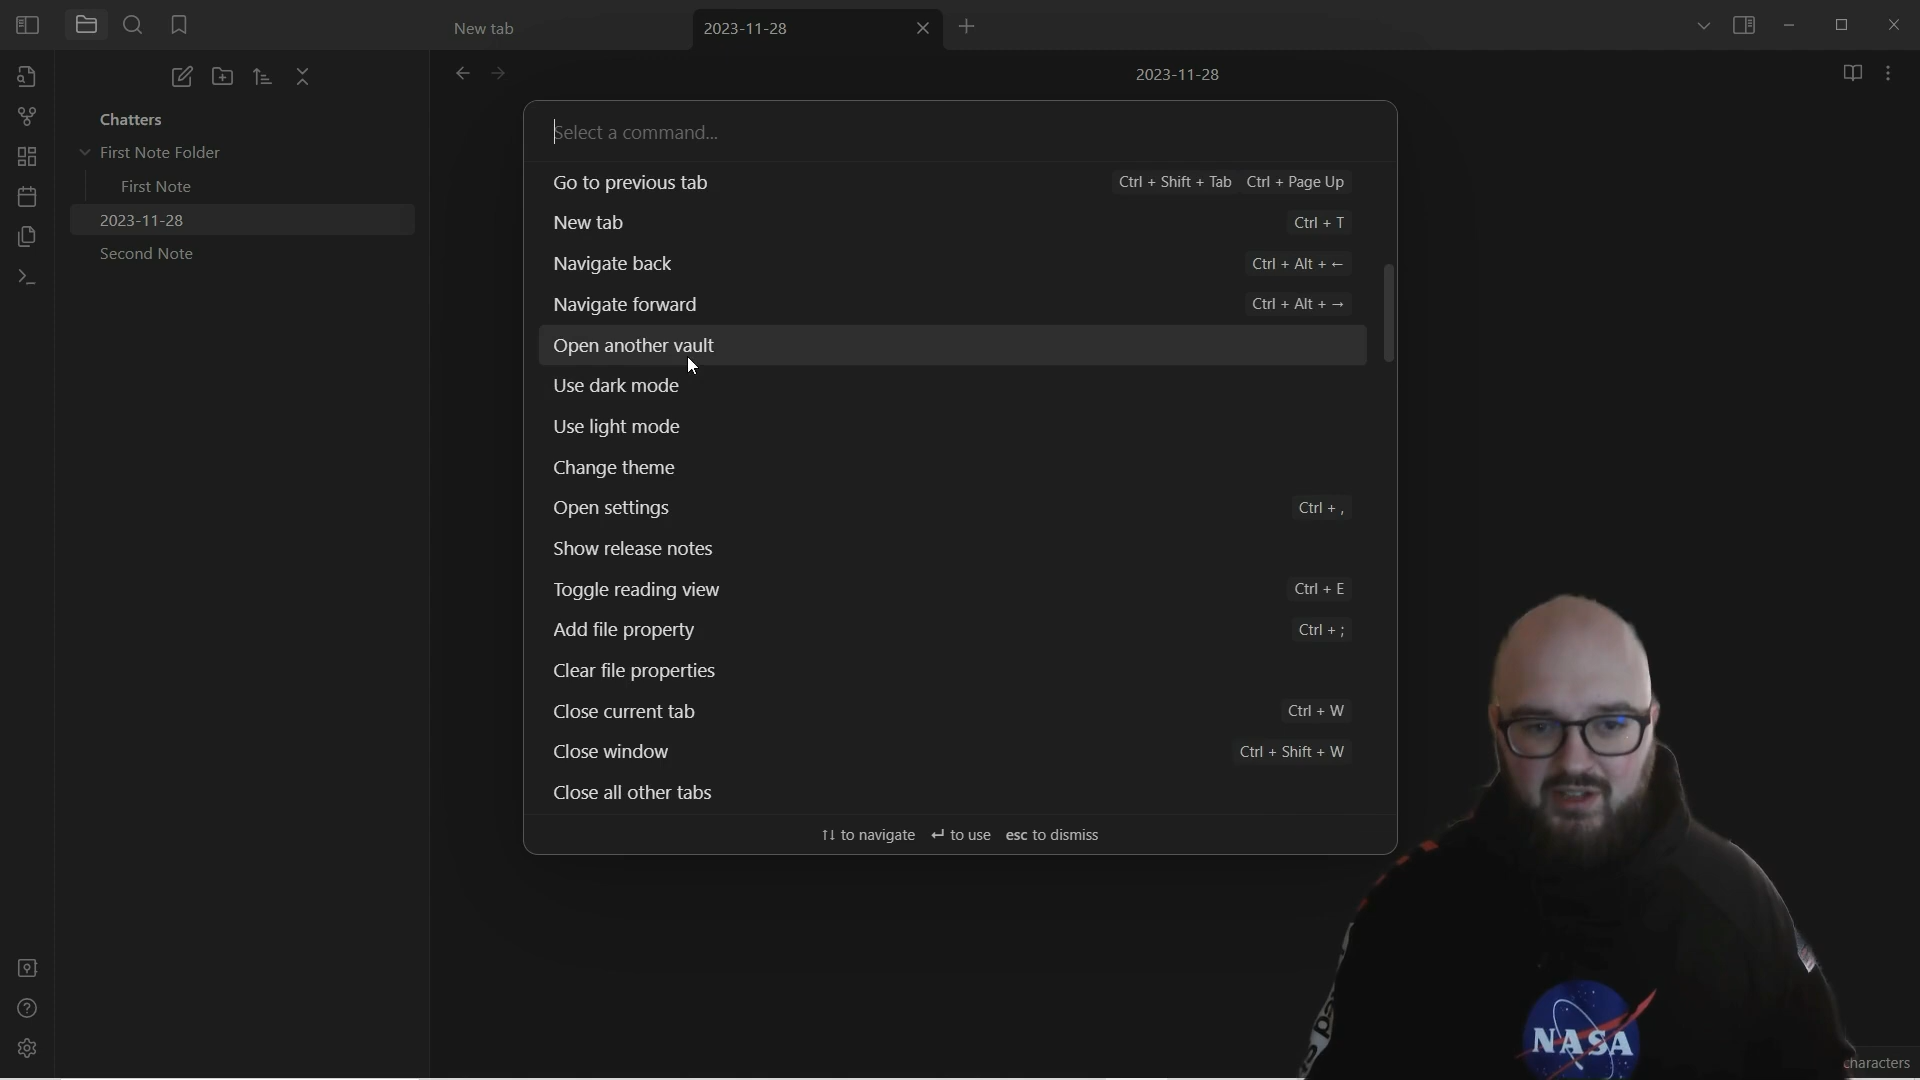 New tab
2023-11-28
2023-11-28
Chatters
First Note Folder
First Note
2023-11-28
Second Note
Select a command...
Go to previous tab Ctrl + Shift + Tab Ctrl + Page Up
New tab Ctrl + T
Navigate back Ctrl + Alt + ←
Navigate forward Ctrl + Alt + →
Open another vault
Use dark mode
Use light mode
Change theme
Open settings Ctrl + ,
Show release notes
Toggle reading view Ctrl + E
Add file property Ctrl + ;
Clear file properties
Close current tab Ctrl + W
Close window Ctrl + Shift + W
Close all other tabs
↑↓ to navigate ↵ to use esc to dismiss
NASA
characters